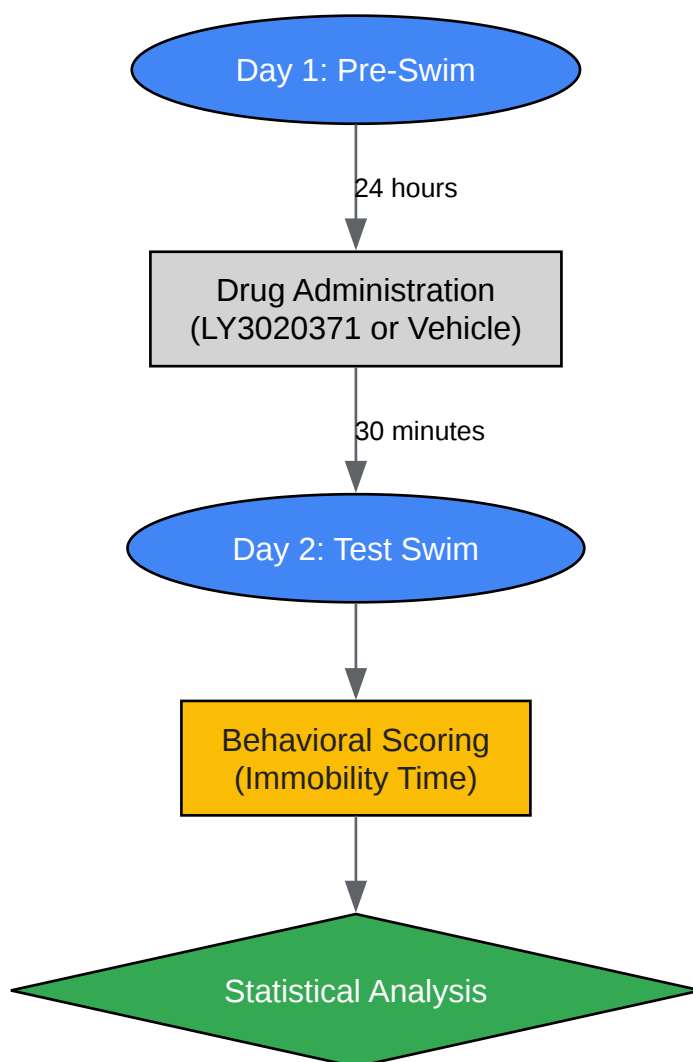 Day 1: Pre-Swim
24 hours
Drug Administration
(LY3020371 or Vehicle)
30 minutes
Day 2: Test Swim
Behavioral Scoring
(Immobility Time)
Statistical Analysis